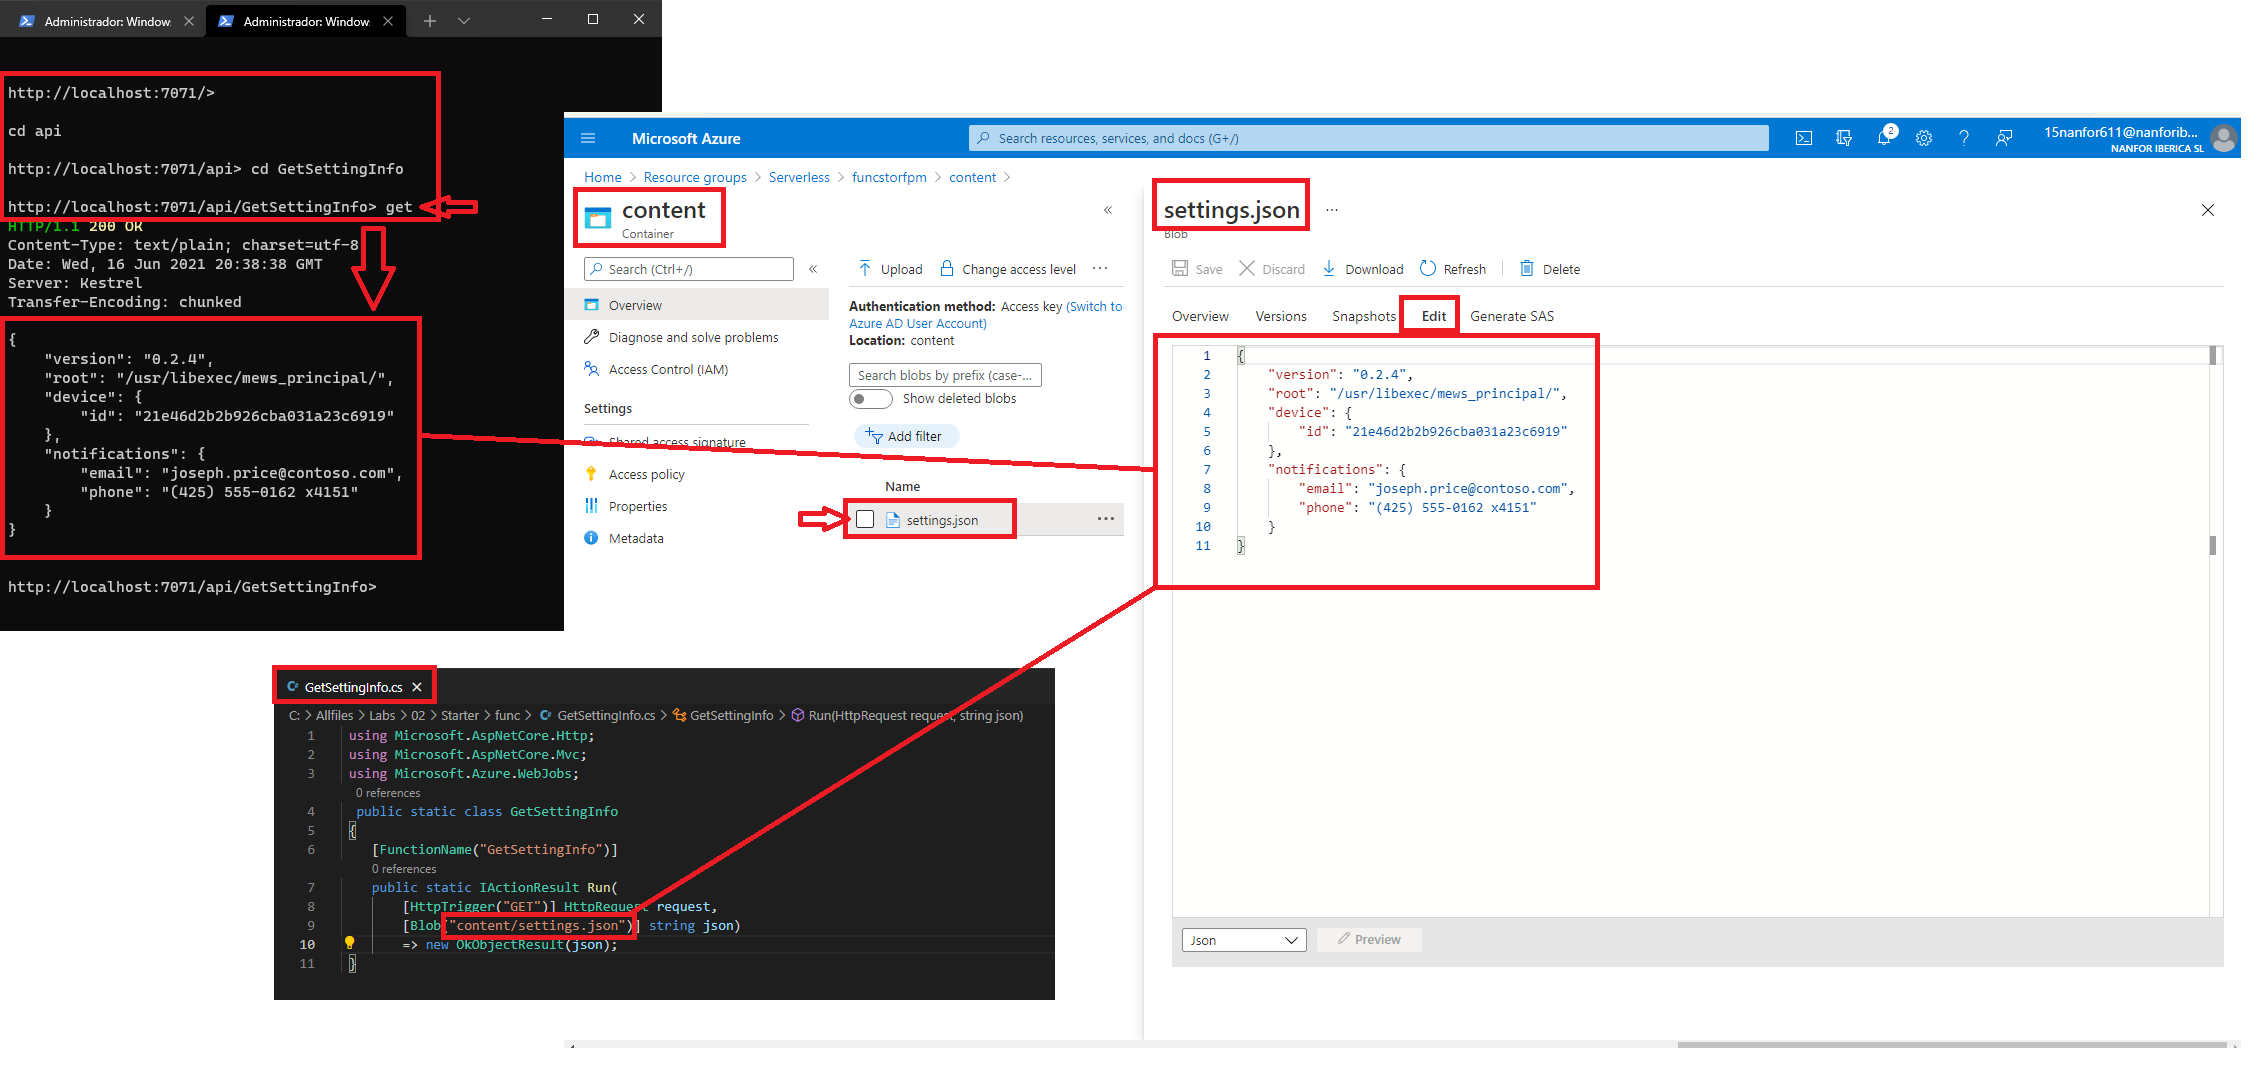 Administrador: Window:
Administrador: Window:
http://localhost:7071/>
cd api
http://localhost:7071/api> cd GetSettingInfo
http://localhost:7071/api/GetSettingInfo> get
HTTP/1.1 200 OK
Content-Type: text/plain; charset=utf-8
Date: Wed, 16 Jun 2021 20:38:38 GMT
Server: Kestrel
Transfer-Encoding: chunked
{
"version": "0.2.4",
"root": "/usr/libexec/mews_principal/",
"device": {
"id": "21e46d2b2b926cba031a23c6919"
},
"notifications": {
"email": "joseph.price@contoso.com",
"phone": "(425) 555-0162 x4151"
}
}
http://localhost:7071/api/GetSettingInfo>
Microsoft Azure
Search resources, services, and docs (G+/)
2
15nanfor611@nanforib...
NANFOR IBERICA SL
Home > Resource groups > Serverless > funcstorfpm > content >
content
Container
«
Search (Ctrl+/)
«
Overview
Diagnose and solve problems
Access Control (IAM)
Settings
Shared access signature
Access policy
Properties
Metadata
Upload
Change access level
...
Authentication method: Access key (Switch to
Azure AD User Account)
Location: content
Search blobs by prefix (case-...
Show deleted blobs
Add filter
Name
settings.json
...
settings.json
...
Blob
Save
Discard
Download
Refresh
Delete
Overview
Versions
Snapshots
Edit
Generate SAS
1 {
2 "version": "0.2.4",
3 "root": "/usr/libexec/mews_principal/",
4 "device": {
5 "id": "21e46d2b2b926cba031a23c6919"
6 },
7 "notifications": {
8 "email": "joseph.price@contoso.com",
9 "phone": "(425) 555-0162 x4151"
10 }
11 }
Json
Preview
GetSettingInfo.cs
C: > Allfiles > Labs > 02 > Starter > func > GetSettingInfo.cs > GetSettingInfo > Run(HttpRequest request, string json)
1 using Microsoft.AspNetCore.Http;
2 using Microsoft.AspNetCore.Mvc;
3 using Microsoft.Azure.WebJobs;
0 references
4 public static class GetSettingInfo
5 {
6 [FunctionName("GetSettingInfo")]
0 references
7 public static IActionResult Run(
8 [HttpTrigger("GET")] HttpRequest request,
9 [Blob("content/settings.json")] string json)
10 => new OkObjectResult(json);
11 }